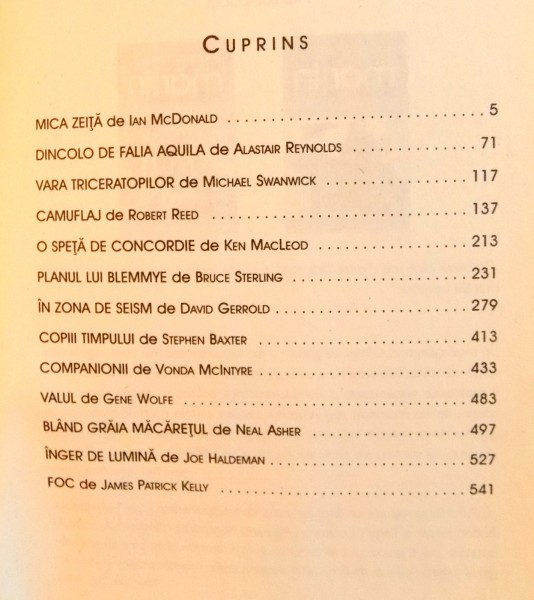 CUPRINS
MICA ZEIŢĂ de IAN MCDONALD . . . . . . . . . . . . . . . . . . . . . . . . . . . . . . 5
DINCOLO DE FALIA AQUILA de ALASTAIR REYNOLDS . . . . . . . . . . . . . . . 71
VARA TRICERATOPILOR de MICHAEL SWANWICK . . . . . . . . . . . . . . . . . 117
CAMUFLAJ de ROBERT REED . . . . . . . . . . . . . . . . . . . . . . . . . . . . . 137
O SPEŢĂ DE CONCORDIE de KEN MACLEOD . . . . . . . . . . . . . . . . . . 213
PLANUL LUI BLEMMYE de BRUCE STERLING . . . . . . . . . . . . . . . . . . . . . 231
ÎN ZONA DE SEISM de DAVID GERROLD . . . . . . . . . . . . . . . . . . . . . . 279
COPIII TIMPULUI de STEPHEN BAXTER . . . . . . . . . . . . . . . . . . . . . . . . 413
COMPANIONII de VONDA MCINTYRE . . . . . . . . . . . . . . . . . . . . . . . . 433
VALUL de GENE WOLFE . . . . . . . . . . . . . . . . . . . . . . . . . . . . . . . . 483
BLÂND GRĂIA MĂCĂREŢUL de NEAL ASHER . . . . . . . . . . . . . . . . . . . 497
ÎNGER DE LUMINĂ de JOE HALDEMAN . . . . . . . . . . . . . . . . . . . . . . . 527
FOC de JAMES PATRICK KELLY . . . . . . . . . . . . . . . . . . . . . . . . . . . . 541